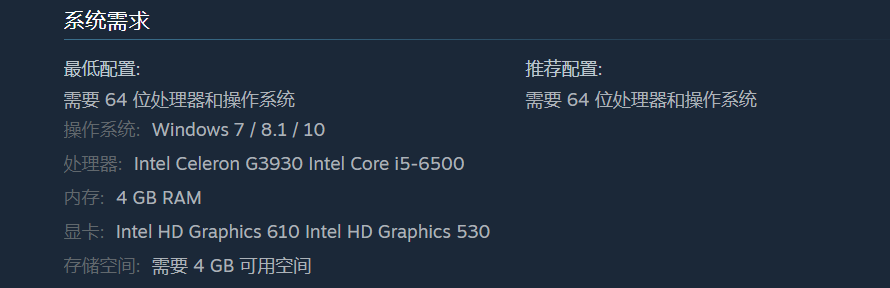 系统需求
最低配置:
需要 64 位处理器和操作系统
操作系统: Windows 7 / 8.1 / 10
处理器: Intel Celeron G3930 Intel Core i5-6500
内存: 4 GB RAM
显卡: Intel HD Graphics 610 Intel HD Graphics 530
存储空间: 需要 4 GB 可用空间
推荐配置:
需要 64 位处理器和操作系统